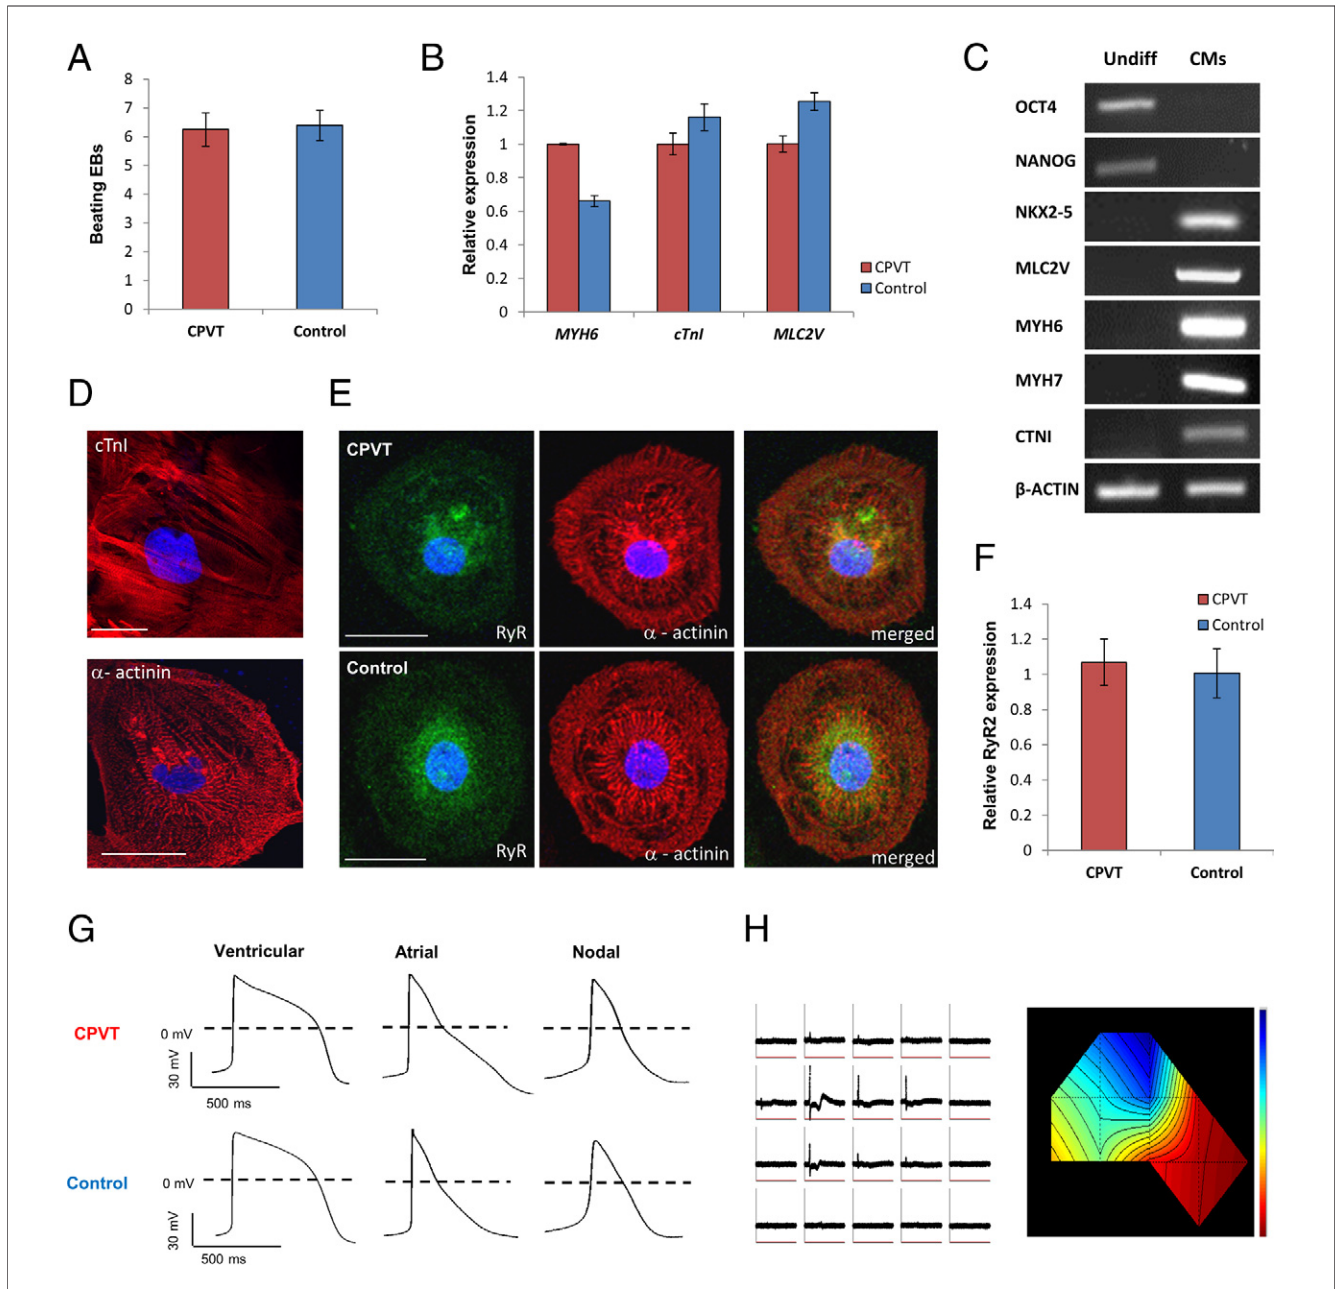 A
Beating EBs
8
7
6
5
4
3
2
1
0
CPVT Control
B
Relative expression
1.4
1.2
1
0.8
0.6
0.4
0.2
0
MYH6 cTnI MLC2V
CPVT
Control
C
Undiff CMs
OCT4
NANOG
NKX2-5
MLC2V
MYH6
MYH7
CTNI
β-ACTIN
D
cTnI
α- actinin
E
CPVT
RyR
α - actinin
merged
Control
RyR
α - actinin
merged
F
Relative RyR2 expression
1.4
1.2
1
0.8
0.6
0.4
0.2
0
CPVT
Control
CPVT Control
G
Ventricular Atrial Nodal
CPVT
0 mV
30 mV
500 ms
Control
0 mV
30 mV
500 ms
H